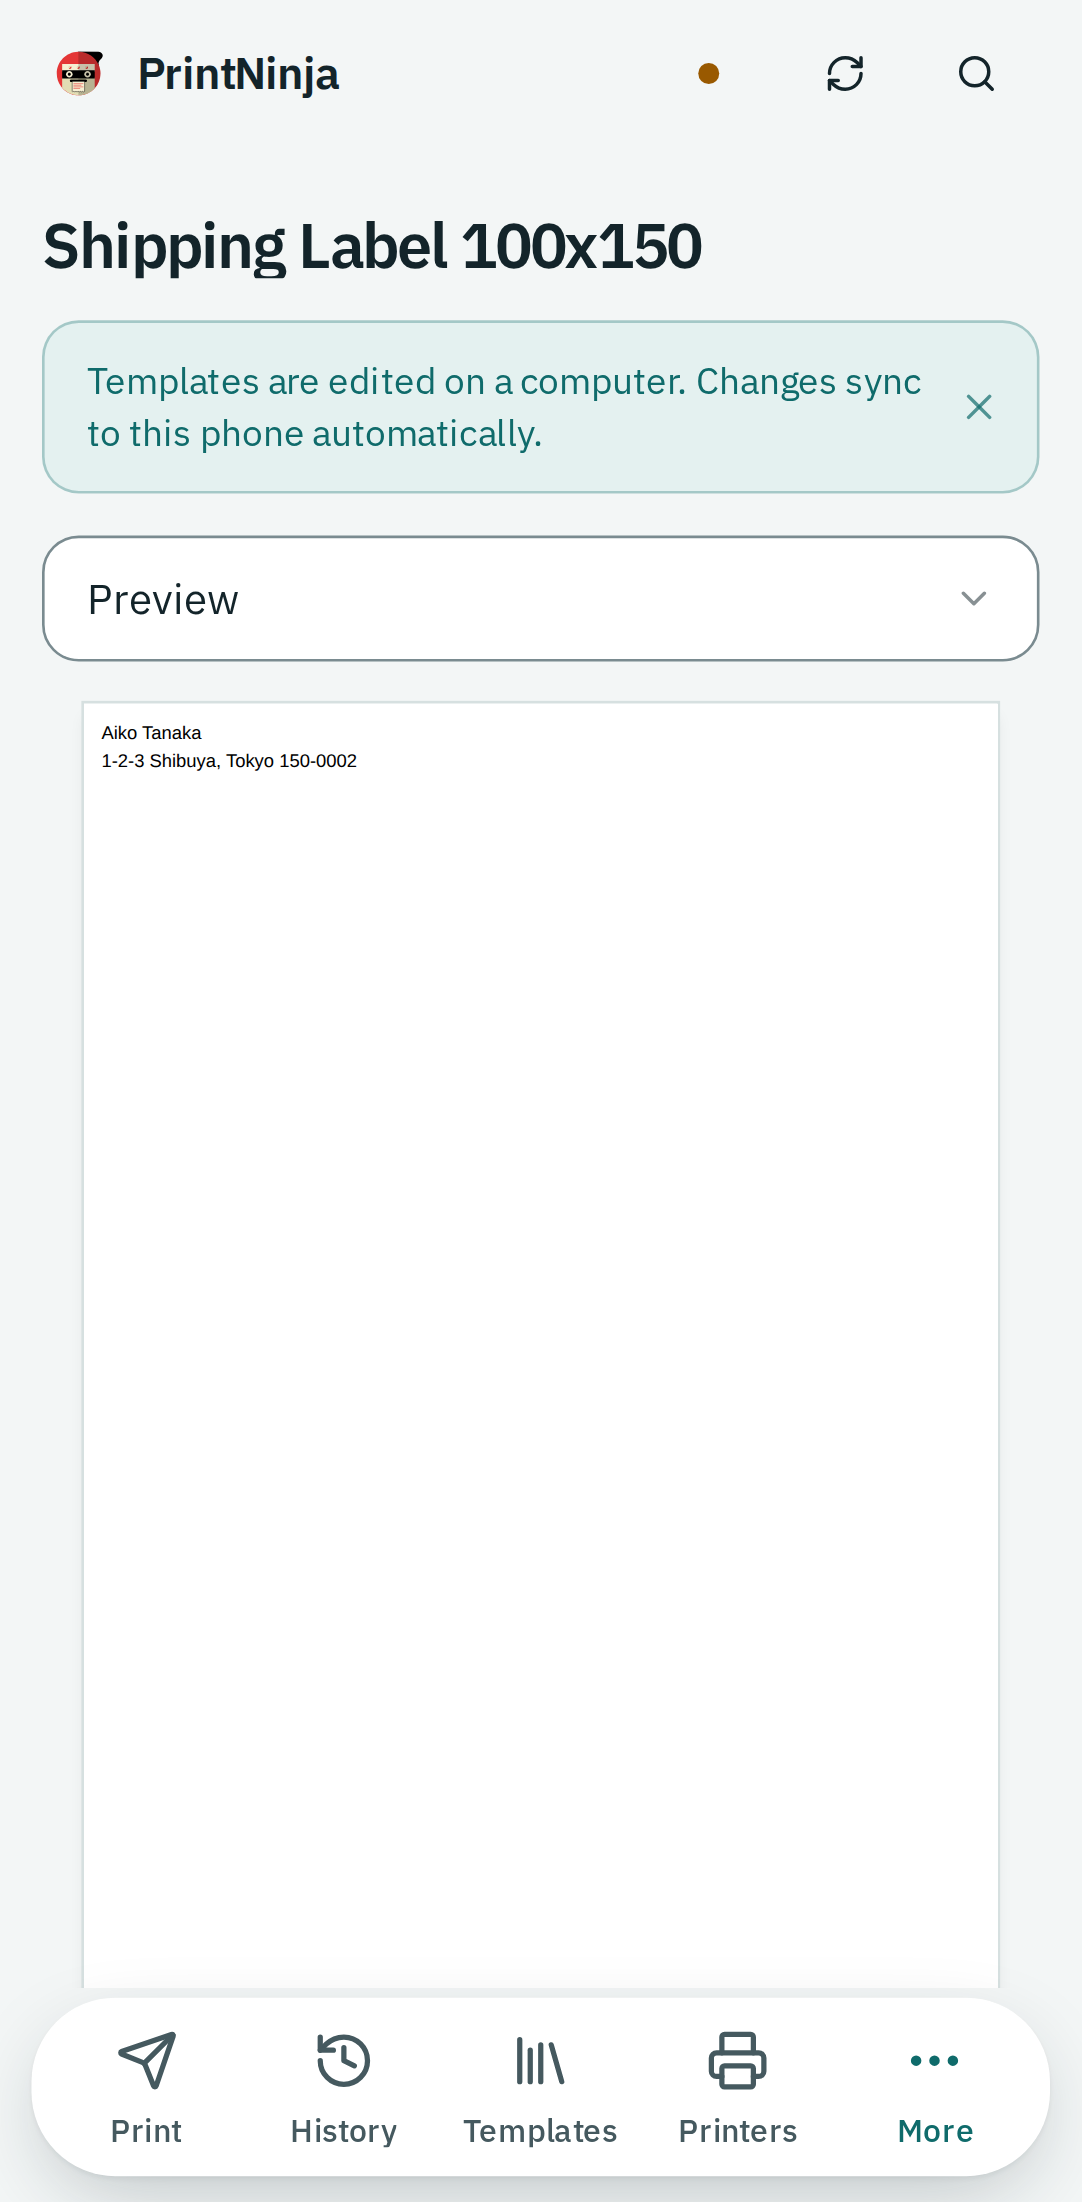 PrintNinja
Shipping Label 100x150
Templates are edited on a computer. Changes sync
to this phone automatically.
Preview
Aiko Tanaka
1-2-3 Shibuya, Tokyo 150-0002
Print
History
Templates
Printers
More